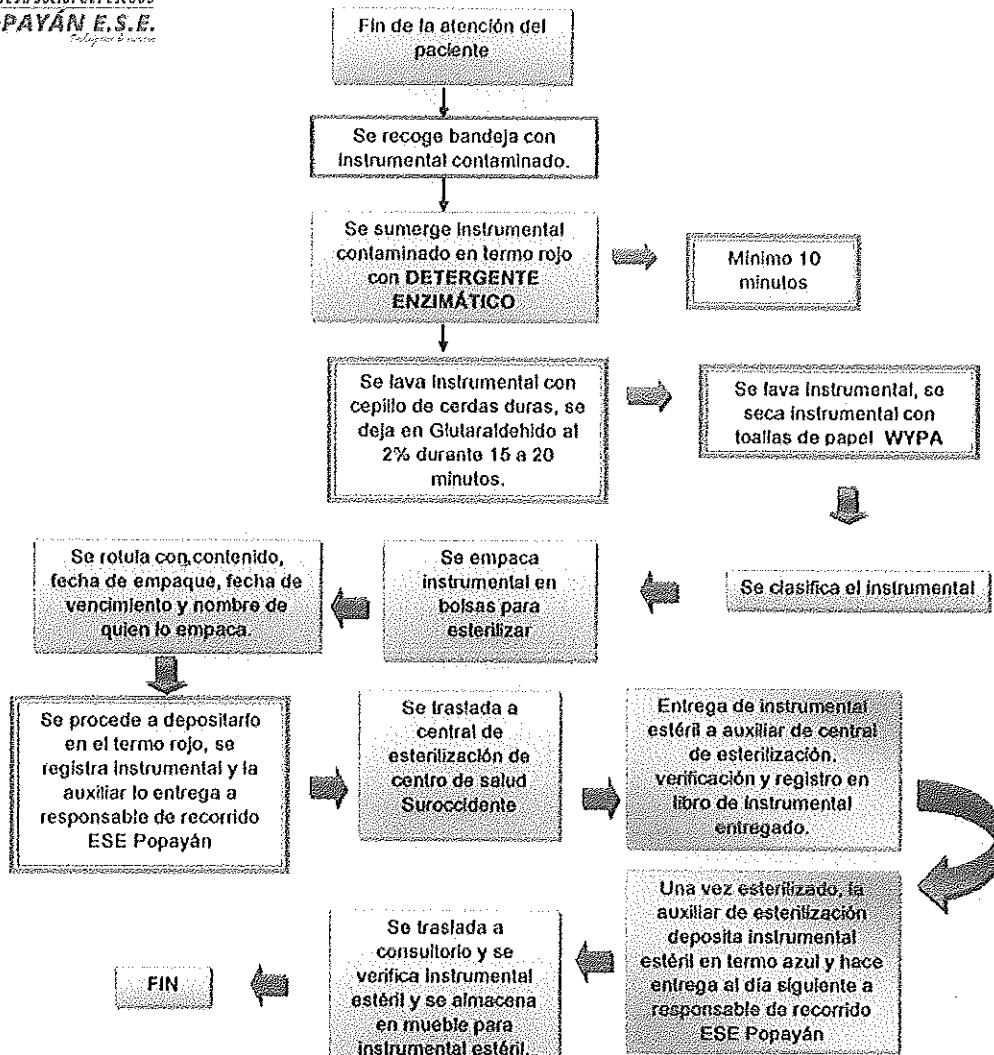 PAYÁN E.S.E.
Fin de la atención del
paciente
Se recoge bandeja con
instrumental contaminado.
Se sumerge instrumental
contaminado en termo rojo
con DETERGENTE
ENZIMÁTICO
Mínimo 10
minutos
Se lava instrumental con
cepillo de cerdas duras, se
deja en Glutaraldehido al
2% durante 15 a 20
minutos.
Se lava instrumental, se
seca instrumental con
toallas de papel WYPA
Se clasifica el instrumental
Se empaca
instrumental en
bolsas para
esterilizar
Se rotula con contenido,
fecha de empaque, fecha de
vencimiento y nombre de
quien lo empaca.
Se procede a depositarlo
en el termo rojo, se
registra instrumental y la
auxiliar lo entrega a
responsable de recorrido
ESE Popayán
Se traslada a
central de
esterilización de
centro de salud
Suroccidente
Entrega de instrumental
estéril a auxiliar de central
de esterilización.
verificación y registro en
libro de instrumental
entregado.
Una vez esterilizado, la
auxiliar de esterilización
deposita instrumental
estéril en termo azul y hace
entrega al día siguiente a
responsable de recorrido
ESE Popayán
Se traslada a
consultorio y se
verifica instrumental
estéril y se almacena
en mueble para
instrumental estéril.
FIN